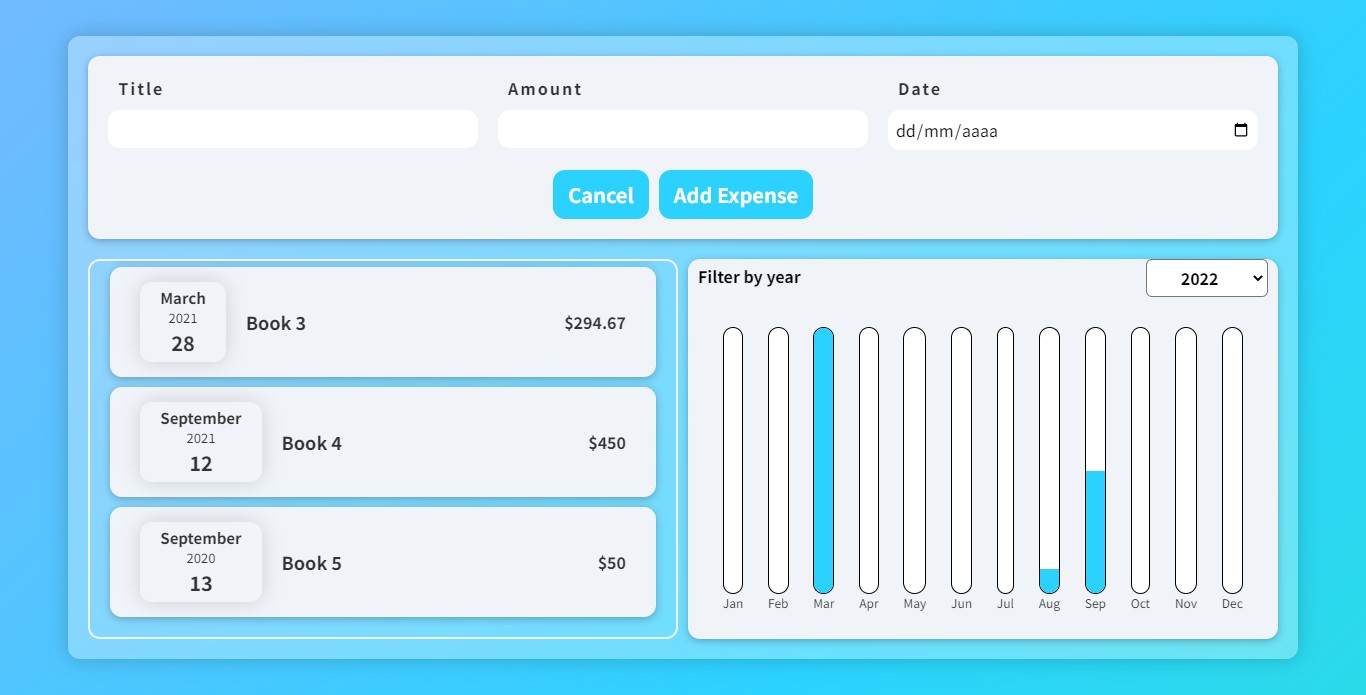 Title
Amount
Date
dd/mm/aaaa
Cancel
Add Expense
March
2021
28
Book 3
$294.67
September
2021
12
Book 4
$450
September
2020
13
Book 5
$50
Filter by year
2022
Jan Feb Mar Apr May Jun Jul Aug Sep Oct Nov Dec